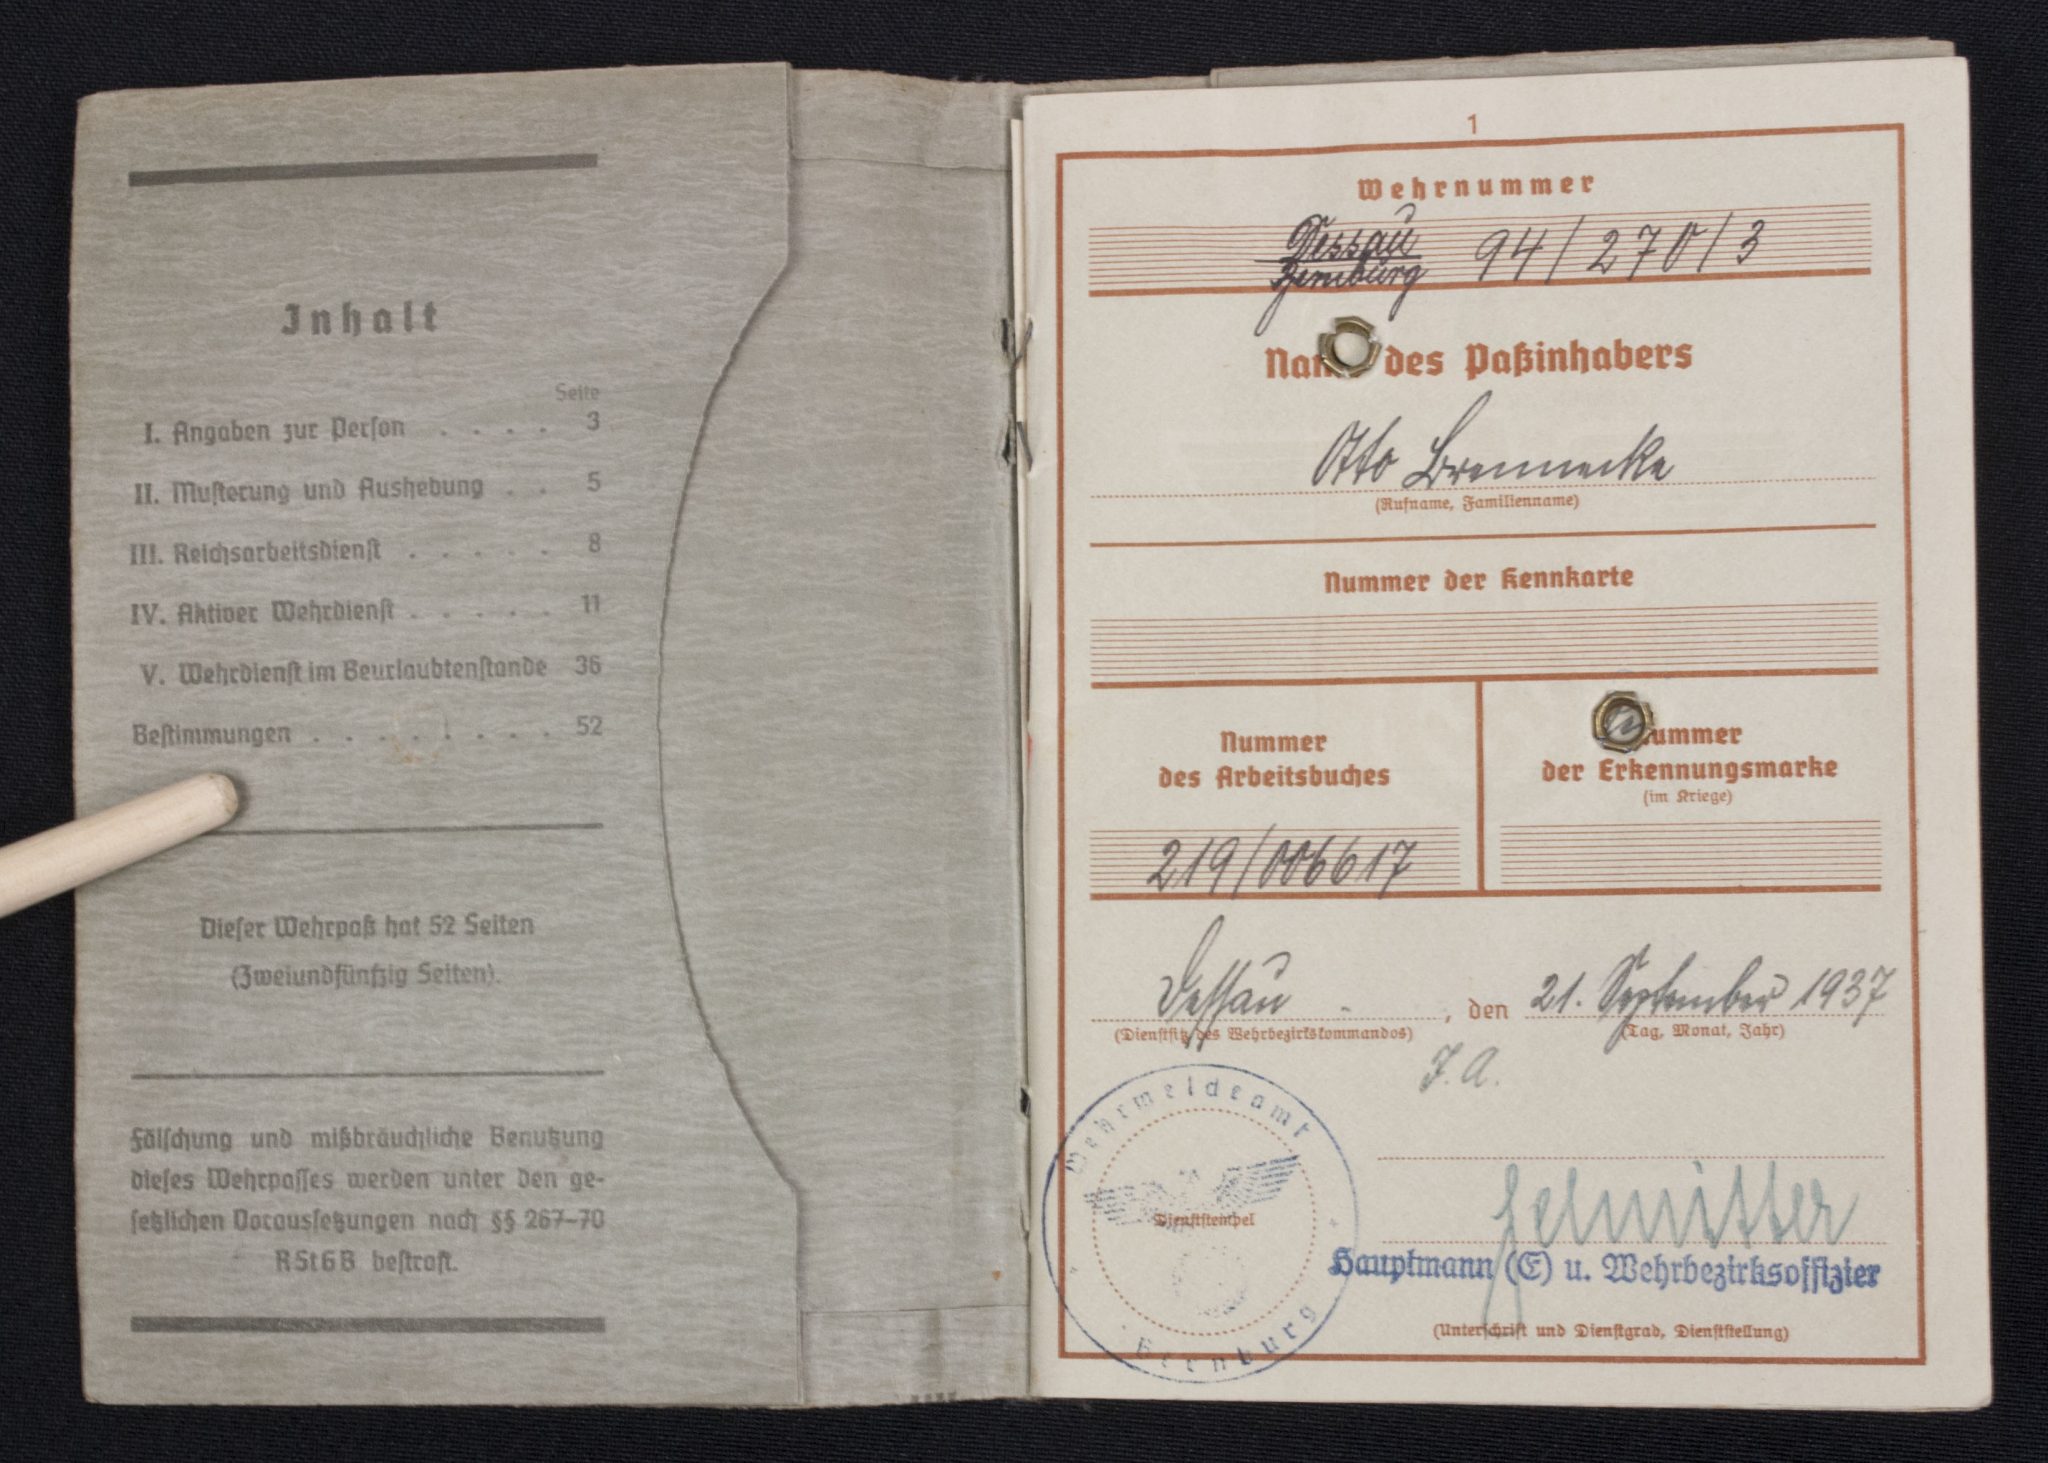 Inhalt
Seite
I. Angaben zur Person . . . . 3
II. Musterung und Aushebung . . 5
III. Reichsarbeitsdienst . . . . . 8
IV. Aktiver Wehrdienst . . . . . 11
V. Wehrdienst im Beurlaubtenstande 36
Bestimmungen . . . . . . . . 52
Dieser Wehrpaß hat 52 Seiten
(Zweiundfünfzig Seiten).
Fälschung und mißbräuchliche Benutzung
dieses Wehrpasses werden unter den ge-
setzlichen Voraussetzungen nach §§ 267-70
RStGB bestraft.
1
Wehrnummer
Dessau 94/270/3
Bernburg
des Paßinhabers
Otto Brennecke
(Rufname, Familienname)
Nummer der Kennkarte
Nummer
des Arbeitsbuches
219/006617
Nummer
der Erkennungsmarke
(im Kriege)
Dessau , den 21. September 1937
(Dienstsitz des Wehrbezirkskommandos) (Tag, Monat, Jahr)
J. A.
Wehrmeldeamt
Dienststempel
Bernburg
Hauptmann (E) u. Wehrbezirksoffizier
(Unterschrift und Dienstgrad, Dienststellung)